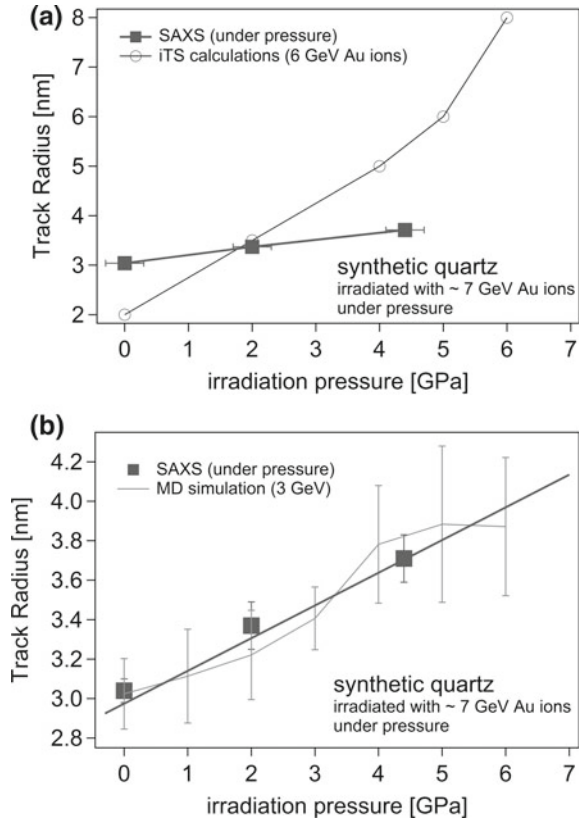 (a)
SAXS (under pressure)
iTS calculations (6 GeV Au ions)
8
7
6
5
4
3
2
Track Radius [nm]
synthetic quartz
irradiated with ~ 7 GeV Au ions
under pressure
0 1 2 3 4 5 6 7
irradiation pressure [GPa]
(b)
SAXS (under pressure)
MD simulation (3 GeV)
4.2
4.0
3.8
3.6
3.4
3.2
3.0
2.8
Track Radius [nm]
synthetic quartz
irradiated with ~ 7 GeV Au ions
under pressure
0 1 2 3 4 5 6 7
irradiation pressure [GPa]